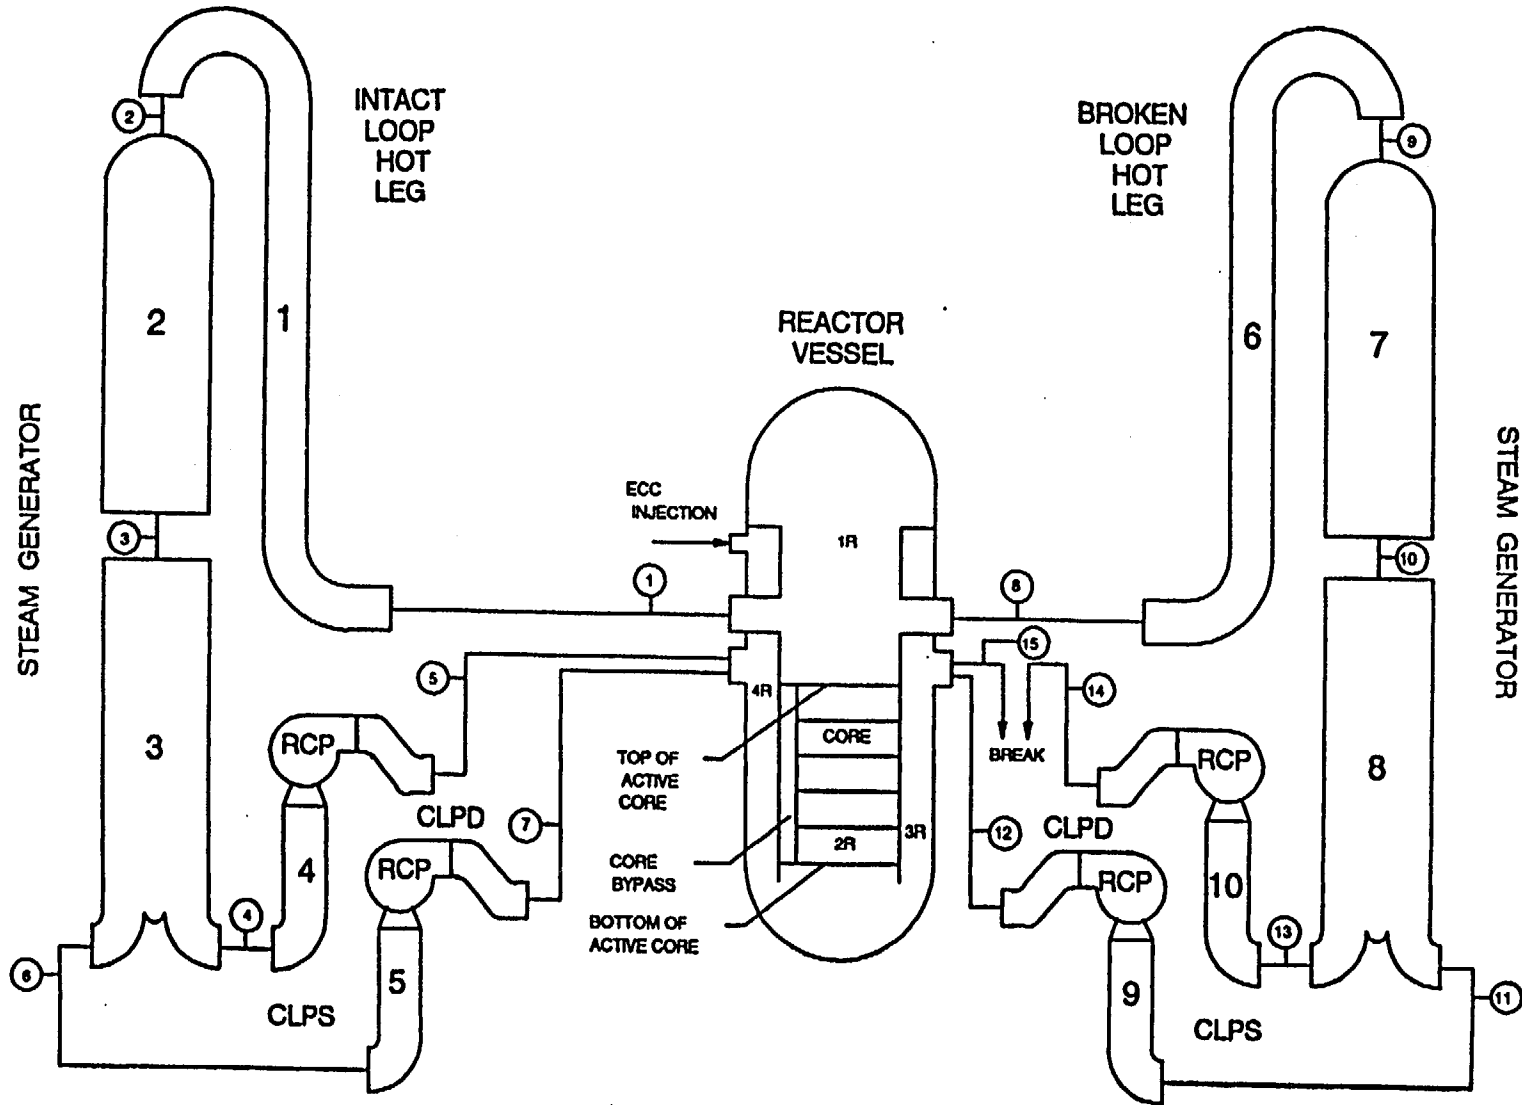 INTACT
LOOP
HOT
LEG
BROKEN
LOOP
HOT
LEG
2
9
2
1
6
7
REACTOR
VESSEL
STEAM GENERATOR
STEAM GENERATOR
ECC
INJECTION
1R
3
10
1
8
15
5
14
4R
3
RCP
CORE
BREAK
RCP
8
TOP OF
ACTIVE
CORE
CLPD
7
12
CLPD
2R
3R
4
RCP
CORE
BYPASS
RCP
10
4
BOTTOM OF
ACTIVE CORE
13
6
5
9
11
CLPS
CLPS